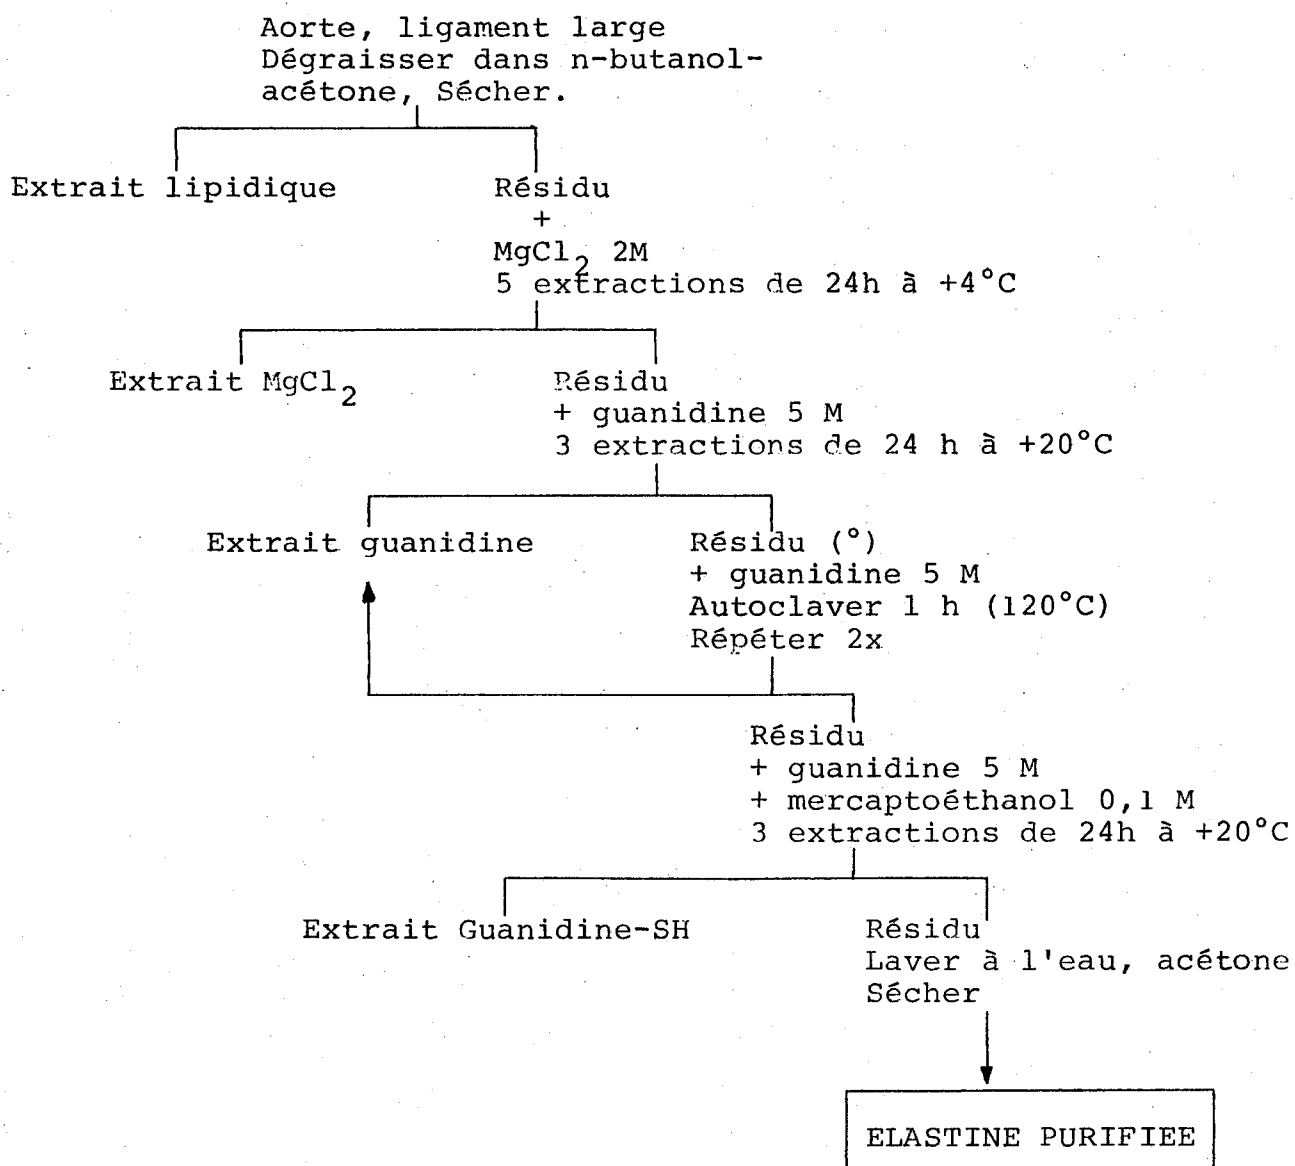 Aorte, ligament large
Dégraisser dans n-butanol-
acétone, Sécher.
Extrait lipidique
Résidu
+
MgCl2 2M
5 extractions de 24h à +4°C
Extrait MgCl2
Résidu
+ guanidine 5 M
3 extractions de 24 h à +20°C
Extrait guanidine
Résidu (°)
+ guanidine 5 M
Autoclaver 1 h (120°C)
Répéter 2x
Résidu
+ guanidine 5 M
+ mercaptoéthanol 0,1 M
3 extractions de 24h à +20°C
Extrait Guanidine-SH
Résidu
Laver à l'eau, acétone
Sécher
ELASTINE PURIFIEE